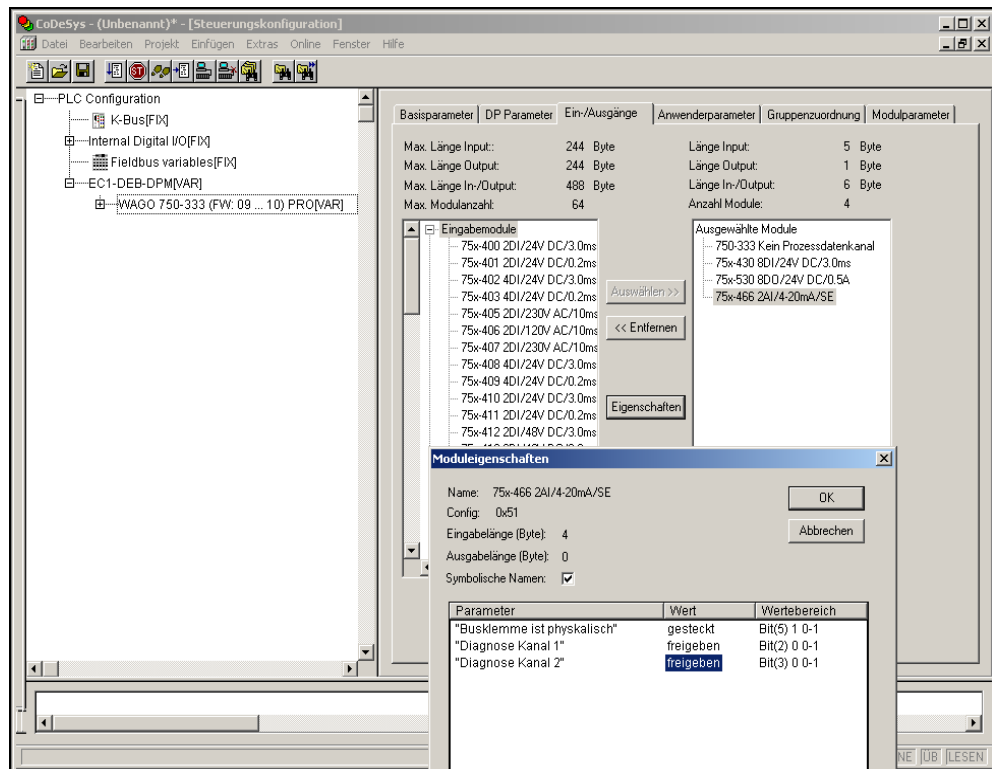 CoDeSys - (Unbenannt)* - [Steuerungskonfiguration]
Datei Bearbeiten Projekt Einfügen Extras Online Fenster Hilfe
PLC Configuration
K-Bus[FIX]
Internal Digital I/O[FIX]
Fieldbus variables[FIX]
EC1-DEB-DPM[VAR]
WAGO 750-333 (FW: 09 ... 10) PRO[VAR]
Basisparameter DP Parameter Ein-/Ausgänge Anwenderparameter Gruppenzuordnung Modulparameter
Max. Länge Input:: 244 Byte Länge Input: 5 Byte
Max. Länge Output: 244 Byte Länge Output: 1 Byte
Max. Länge In-/Output: 488 Byte Länge In-/Output: 6 Byte
Max. Modulanzahl: 64 Anzahl Module: 4
Eingabemodule
75x-400 2DI/24V DC/3.0ms
75x-401 2DI/24V DC/0.2ms
75x-402 4DI/24V DC/3.0ms
75x-403 4DI/24V DC/0.2ms
75x-405 2DI/230V AC/10ms
75x-406 2DI/120V AC/10ms
75x-407 2DI/230V AC/10ms
75x-408 4DI/24V DC/3.0ms
75x-409 4DI/24V DC/0.2ms
75x-410 2DI/24V DC/3.0ms
75x-411 2DI/24V DC/0.2ms
75x-412 2DI/48V DC/3.0ms
Auswählen >>
<< Entfernen
Eigenschaften
Ausgewählte Module
750-333 Kein Prozessdatenkanal
75x-430 8DI/24V DC/3.0ms
75x-530 8DO/24V DC/0.5A
75x-466 2AI/4-20mA/SE
Moduleigenschaften
Name: 75x-466 2AI/4-20mA/SE
Config: 0x51
Eingabelänge (Byte): 4
Ausgabelänge (Byte): 0
Symbolische Namen:
OK
Abbrechen
Parameter Wert Wertebereich
"Busklemme ist physkalisch" gesteckt Bit(5) 1 0-1
"Diagnose Kanal 1" freigeben Bit(2) 0 0-1
"Diagnose Kanal 2" freigeben Bit(3) 0 0-1
ÜB LESEN